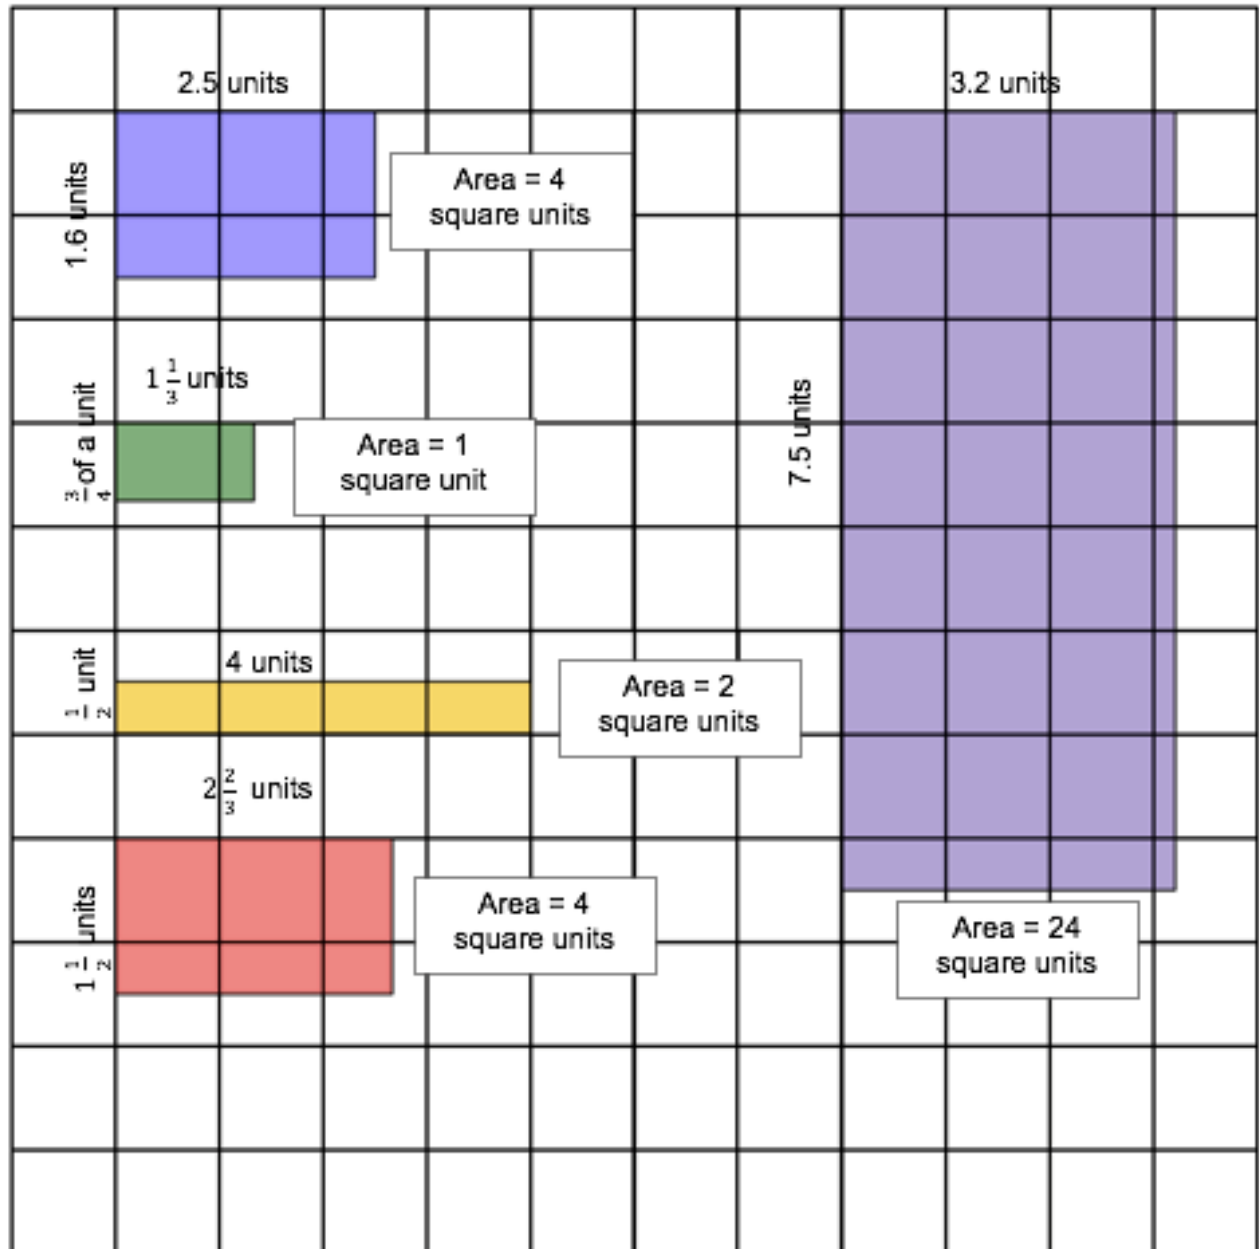 2.5 units
3.2 units
1.6 units
Area = 4
square units
1 1/3 units
3/4 of a unit
Area = 1
square unit
7.5 units
4 units
1/2 unit
Area = 2
square units
2 2/3 units
1 1/2 units
Area = 4
square units
Area = 24
square units